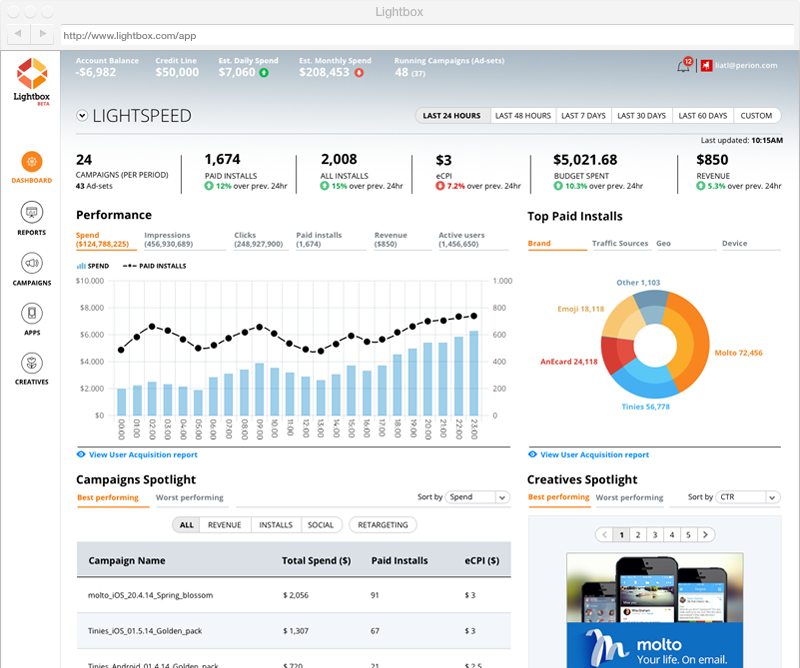 Lightbox
http://www.lightbox.com/app
Lightbox
BETA
Account Balance
-$6,982
Credit Line
$50,000
Est. Daily Spend
$7,060
Est. Monthly Spend
$208,453
Running Campaigns (Ad-sets)
48 (37)
12
liatl@perion.com
LIGHTSPEED
LAST 24 HOURS
LAST 48 HOURS
LAST 7 DAYS
LAST 30 DAYS
LAST 60 DAYS
CUSTOM
Last updated: 10:15AM
DASHBOARD
REPORTS
CAMPAIGNS
APPS
CREATIVES
24
CAMPAIGNS (PER PERIOD)
43 Ad-sets
1,674
PAID INSTALLS
12% over prev. 24hr
2,008
ALL INSTALLS
15% over prev. 24hr
$3
eCPI
7.2% over prev. 24hr
$5,021.68
BUDGET SPENT
10.3% over prev. 24hr
$850
REVENUE
5.3% over prev. 24hr
Performance
Spend
($124,788,225)
Impressions
(456,930,689)
Clicks
(248,927,900)
Paid installs
(1,674)
Revenue
($850)
Active users
(1,456,650)
SPEND
PAID INSTALLS
$10.000
$8.000
$6.000
$4.000
$2.000
$0
1.000
800
600
400
200
0
00:00
01:00
02:00
03:00
04:00
05:00
06:00
07:00
08:00
09:00
10:00
11:00
12:00
13:00
14:00
15:00
16:00
17:00
18:00
19:00
20:00
21:00
22:00
23:00
View User Acquisition report
Top Paid Installs
Brand
Traffic Sources
Geo
Device
Other 1,103
Emoji 18,118
AnEcard 24,118
Molto 72,456
Tinies 56,778
View User Acquisition report
Campaigns Spotlight
Best performing
Worst performing
Sort by
Spend
ALL
REVENUE
INSTALLS
SOCIAL
RETARGETING
Campaign Name
Total Spend ($)
Paid Installs
eCPI ($)
molto_iOS_20.4.14_Spring_blossom
$ 2,056
91
$ 3
Tinies_iOS_01.5.14_Golden_pack
$ 1,307
67
$ 3
Tinies_Android_01.4.14_Golden_pack
$ 720
21
$ 2.5
Creatives Spotlight
Best performing
Worst performing
Sort by
CTR
1
2
3
4
5
molto
Your life. On email.